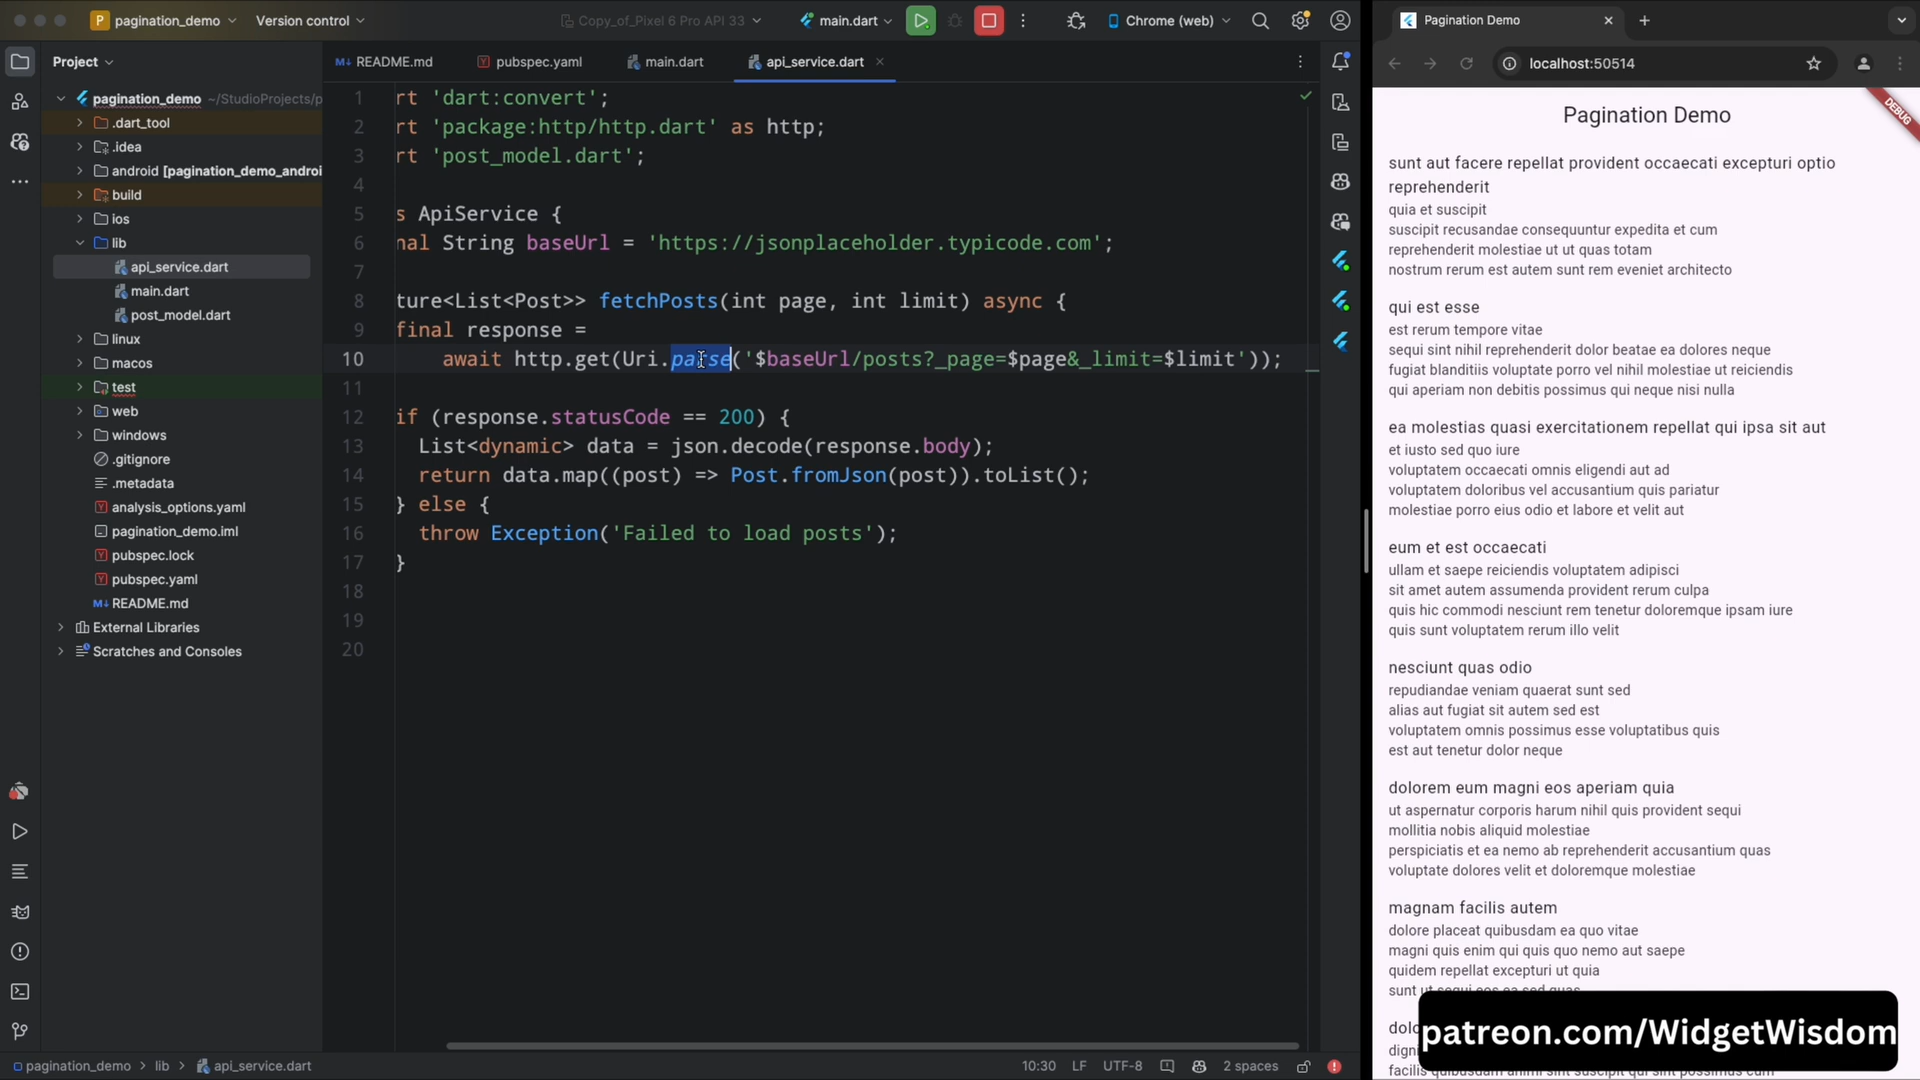 pagination_demo
Version control
Copy_of_Pixel 6 Pro API 33
main.dart
Chrome (web)
Project
README.md
pubspec.yaml
main.dart
api_service.dart
pagination_demo ~/StudioProjects/p
.dart_tool
.idea
android [pagination_demo_androi
build
ios
lib
api_service.dart
main.dart
post_model.dart
linux
macos
test
web
windows
.gitignore
.metadata
analysis_options.yaml
pagination_demo.iml
pubspec.lock
pubspec.yaml
README.md
External Libraries
Scratches and Consoles
1 rt 'dart:convert';
2 rt 'package:http/http.dart' as http;
3 rt 'post_model.dart';
4
5 s ApiService {
6 nal String baseUrl = 'https://jsonplaceholder.typicode.com';
7
8 ture<List<Post>> fetchPosts(int page, int limit) async {
9 final response =
10 await http.get(Uri.parse('$baseUrl/posts?_page=$page&_limit=$limit'));
11
12 if (response.statusCode == 200) {
13 List<dynamic> data = json.decode(response.body);
14 return data.map((post) => Post.fromJson(post)).toList();
15 } else {
16 throw Exception('Failed to load posts');
17 }
18
19
20
pagination_demo > lib > api_service.dart
10:30 LF UTF-8 2 spaces
Pagination Demo
localhost:50514
Pagination Demo
DEBUG
sunt aut facere repellat provident occaecati excepturi optio
reprehenderit
quia et suscipit
suscipit recusandae consequuntur expedita et cum
reprehenderit molestiae ut ut quas totam
nostrum rerum est autem sunt rem eveniet architecto
qui est esse
est rerum tempore vitae
sequi sint nihil reprehenderit dolor beatae ea dolores neque
fugiat blanditiis voluptate porro vel nihil molestiae ut reiciendis
qui aperiam non debitis possimus qui neque nisi nulla
ea molestias quasi exercitationem repellat qui ipsa sit aut
et iusto sed quo iure
voluptatem occaecati omnis eligendi aut ad
voluptatem doloribus vel accusantium quis pariatur
molestiae porro eius odio et labore et velit aut
eum et est occaecati
ullam et saepe reiciendis voluptatem adipisci
sit amet autem assumenda provident rerum culpa
quis hic commodi nesciunt rem tenetur doloremque ipsam iure
quis sunt voluptatem rerum illo velit
nesciunt quas odio
repudiandae veniam quaerat sunt sed
alias aut fugiat sit autem sed est
voluptatem omnis possimus esse voluptatibus quis
est aut tenetur dolor neque
dolorem eum magni eos aperiam quia
ut aspernatur corporis harum nihil quis provident sequi
mollitia nobis aliquid molestiae
perspiciatis et ea nemo ab reprehenderit accusantium quas
voluptate dolores velit et doloremque molestiae
magnam facilis autem
dolore placeat quibusdam ea quo vitae
magni quis enim qui quis quo nemo aut saepe
quidem repellat excepturi ut quia
sunt ut sequi eos ea sed quas
patreon.com/WidgetWisdom